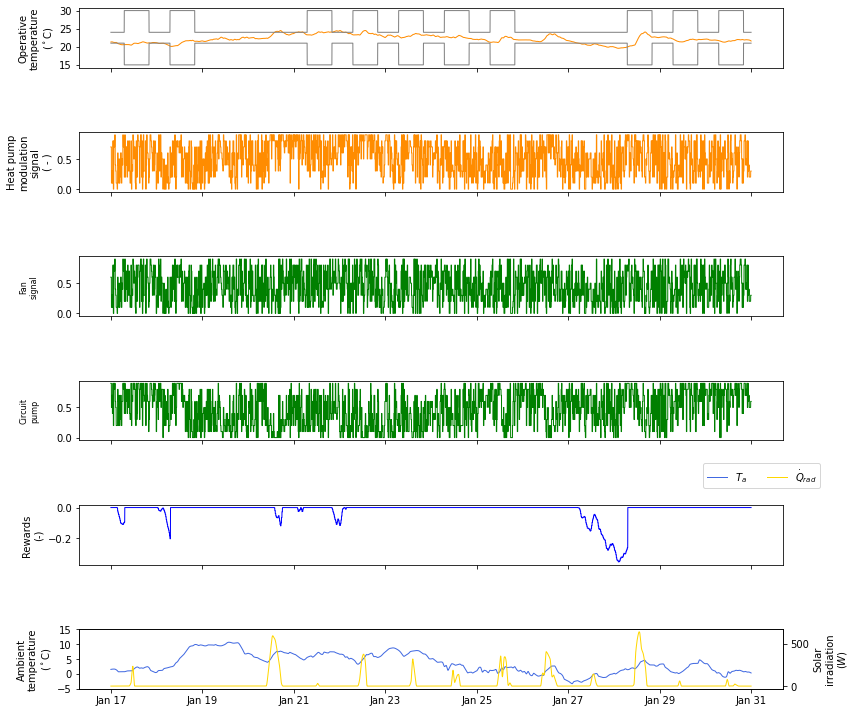 Operative
temperature
(°C)
30
25
20
15
Heat pump
modulation
signal
( - )
0.5
0.0
Fan
signal
0.5
0.0
Circuit
pump
0.5
0.0
T_a
Q̇_rad
Rewards
(-)
0.0
−0.2
Ambient
temperature
(°C)
15
10
5
0
−5
500
0
Solar
irradiation
(W)
Jan 17 Jan 19 Jan 21 Jan 23 Jan 25 Jan 27 Jan 29 Jan 31